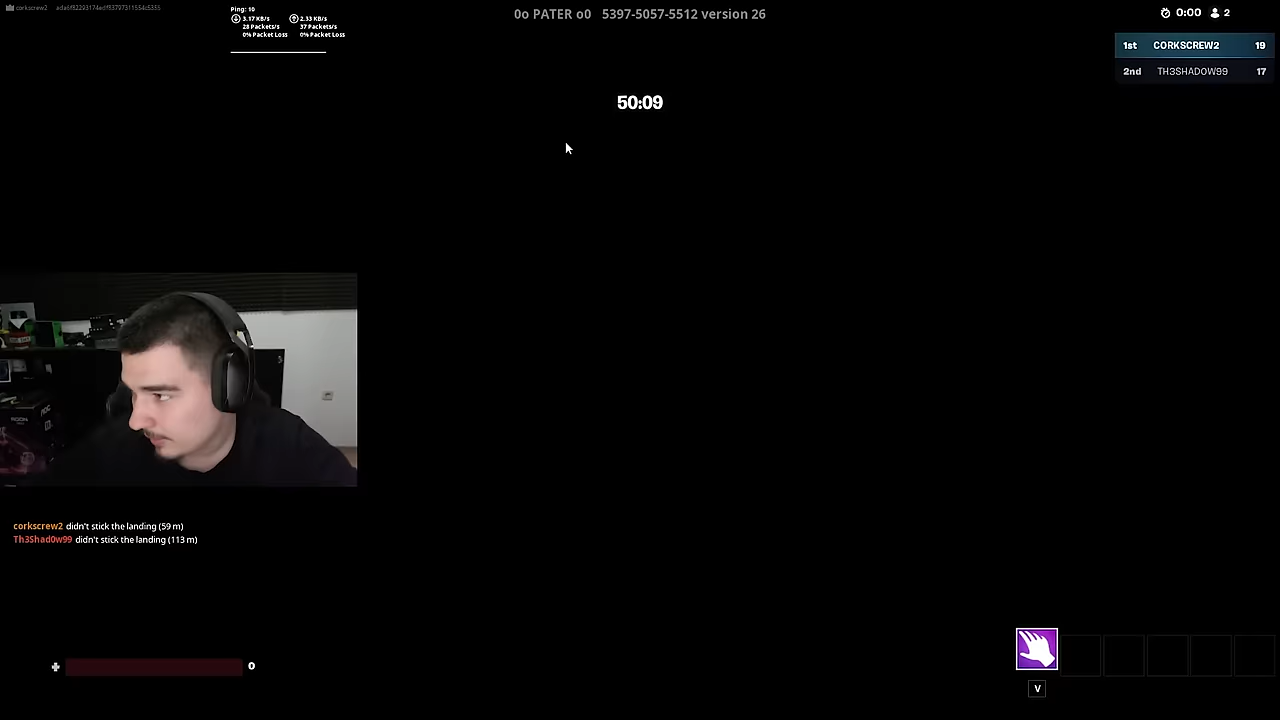 corkscrew2
Ping: 10
3.17 KB/s 2.33 KB/s
28 Packets/s 37 Packets/s
0% Packet Loss 0% Packet Loss
0o PATER o0 5397-5057-5512 version 26
0:00 2
1st CORKSCREW2 19
2nd TH3SHADOW99 17
50:09
corkscrew2 didn't stick the landing (59 m)
Th3Shad0w99 didn't stick the landing (113 m)
0
V